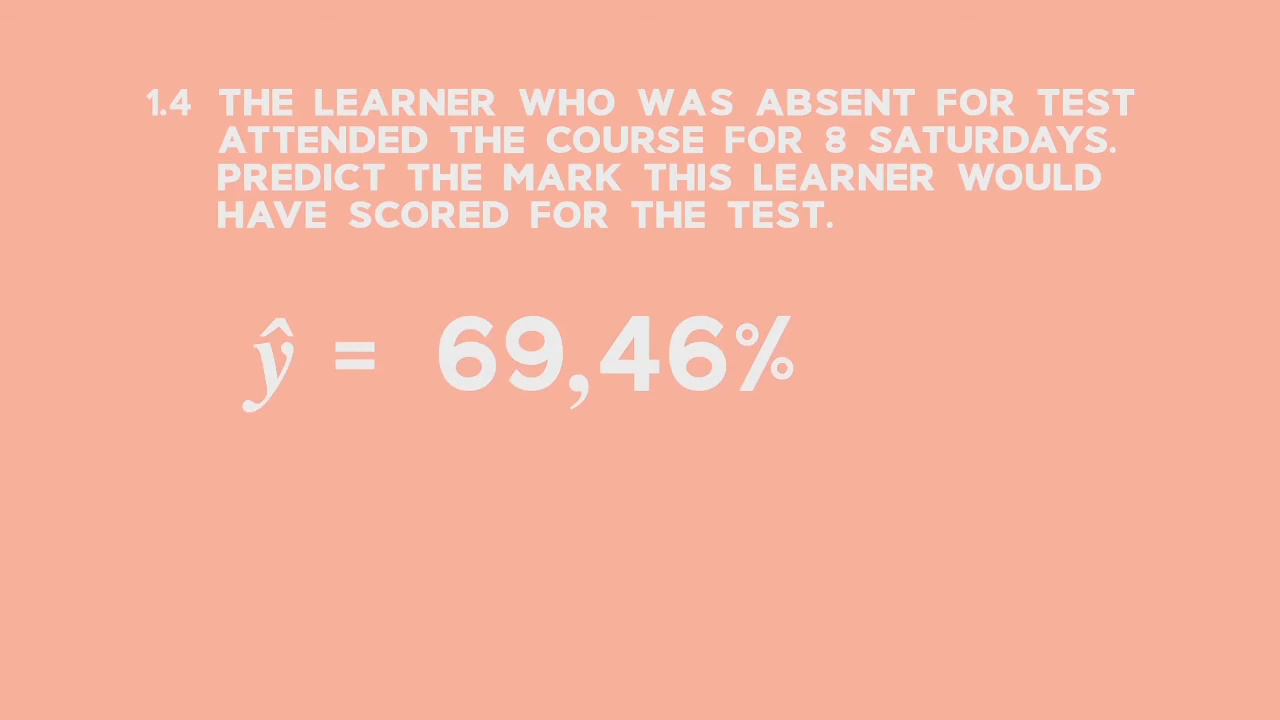 1.4 THE LEARNER WHO WAS ABSENT FOR TEST
ATTENDED THE COURSE FOR 8 SATURDAYS.
PREDICT THE MARK THIS LEARNER WOULD
HAVE SCORED FOR THE TEST.
ŷ = 69,46%